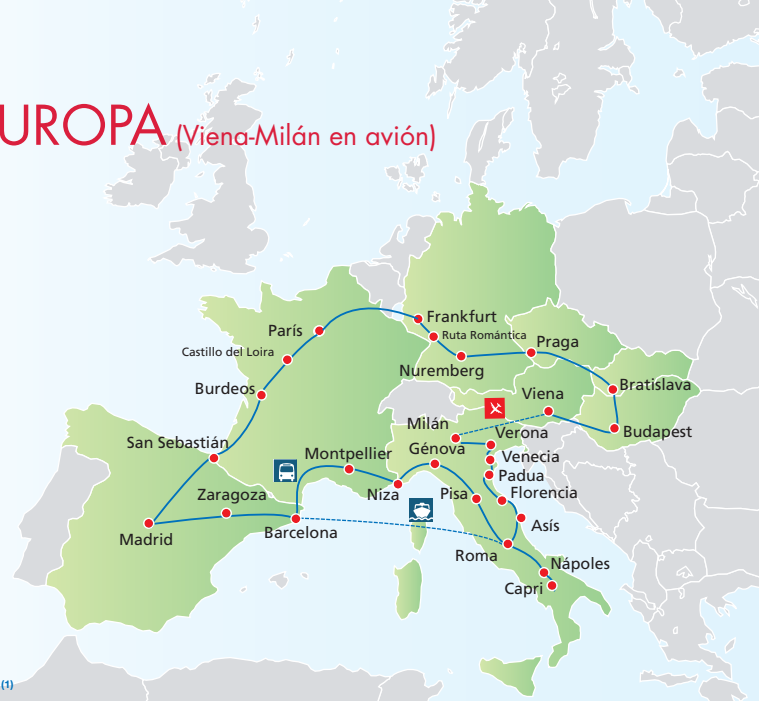 UROPA (Viena-Milán en avión)
Frankfurt
París
Ruta Romántica
Praga
Castillo del Loira
Nuremberg
Burdeos
Viena
Bratislava
Milán
Verona
Budapest
San Sebastián
Génova
Montpellier
Venecia
Padua
Zaragoza
Niza
Pisa
Florencia
Madrid
Barcelona
Asís
Roma
Nápoles
Capri
(1)